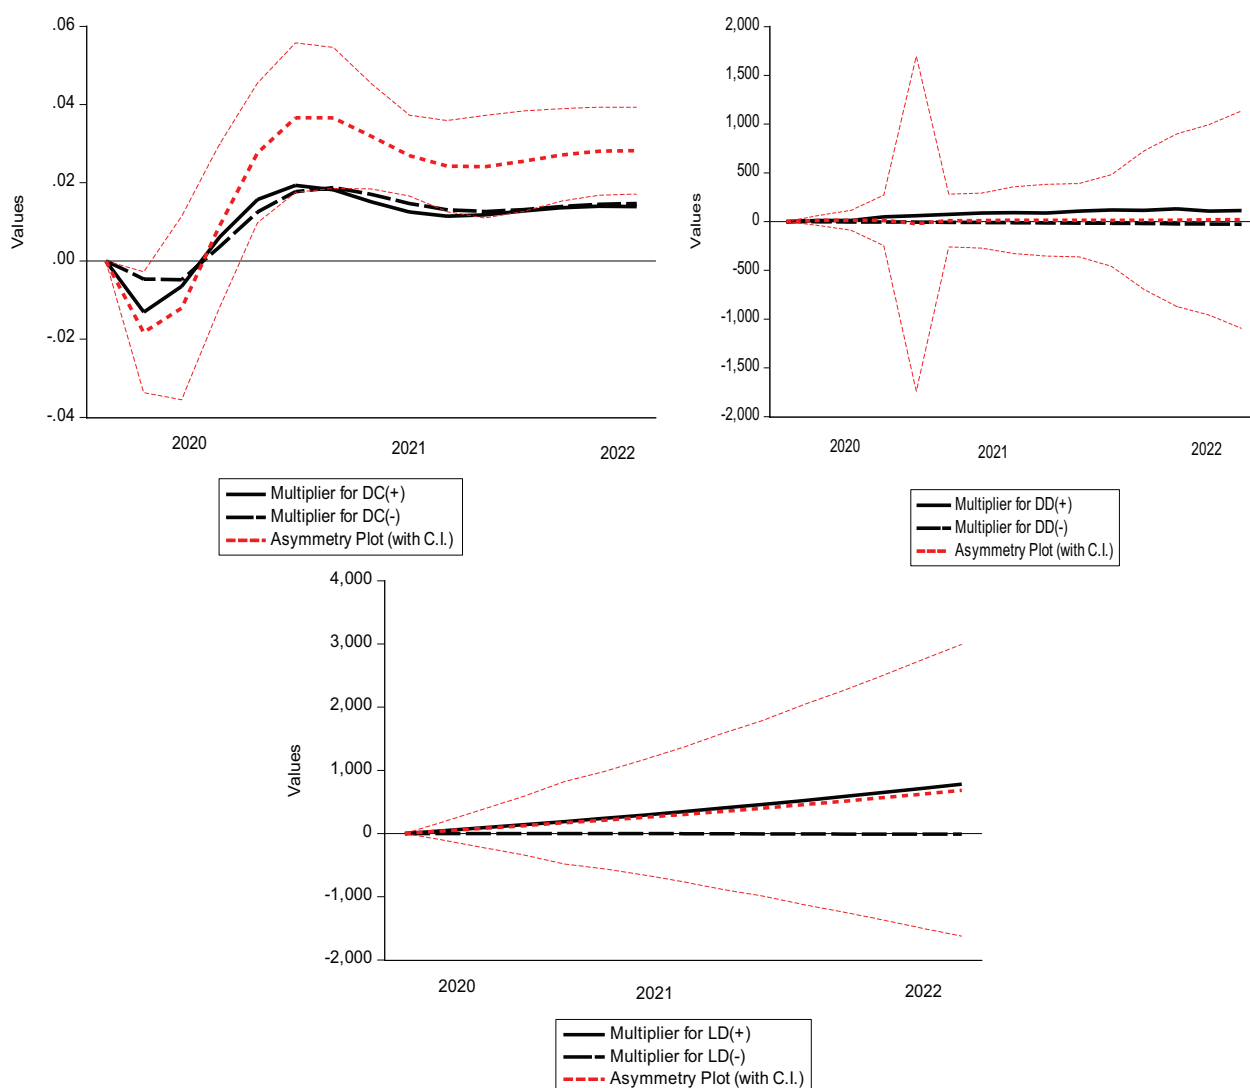 .06
.04
.02
.00
-.02
-.04
Values
2020
2021
2022
Multiplier for DC(+)
Multiplier for DC(-)
Asymmetry Plot (with C.I.)
2,000
1,500
1,000
500
0
-500
-1,000
-1,500
-2,000
Values
2020
2021
2022
Multiplier for DD(+)
Multiplier for DD(-)
Asymmetry Plot (with C.I.)
4,000
3,000
2,000
1,000
0
-1,000
-2,000
Values
2020
2021
2022
Multiplier for LD(+)
Multiplier for LD(-)
Asymmetry Plot (with C.I.)